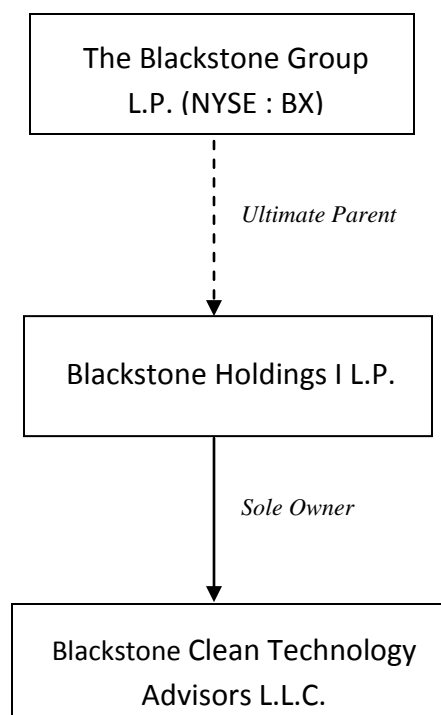 The Blackstone Group
L.P. (NYSE : BX)
Ultimate Parent
Blackstone Holdings I L.P.
Sole Owner
Blackstone Clean Technology
Advisors L.L.C.